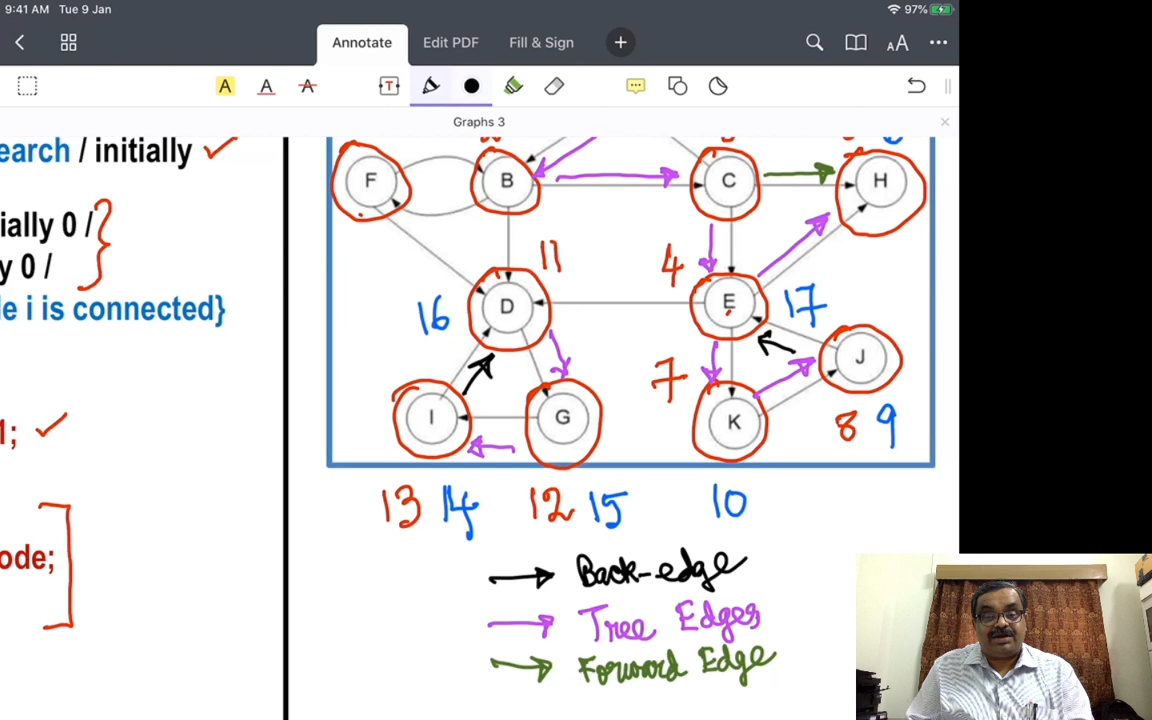 9:41 AM Tue 9 Jan
97%
Annotate Edit PDF Fill & Sign
Graphs 3
earch / initially
ially 0 /
y 0 /
le i is connected}
1;
ode;
F B C H
11 4
D E 17
16
J
7
I G K
8 9
13 14 12 15 10
Back-edge
Tree Edges
Forward Edge